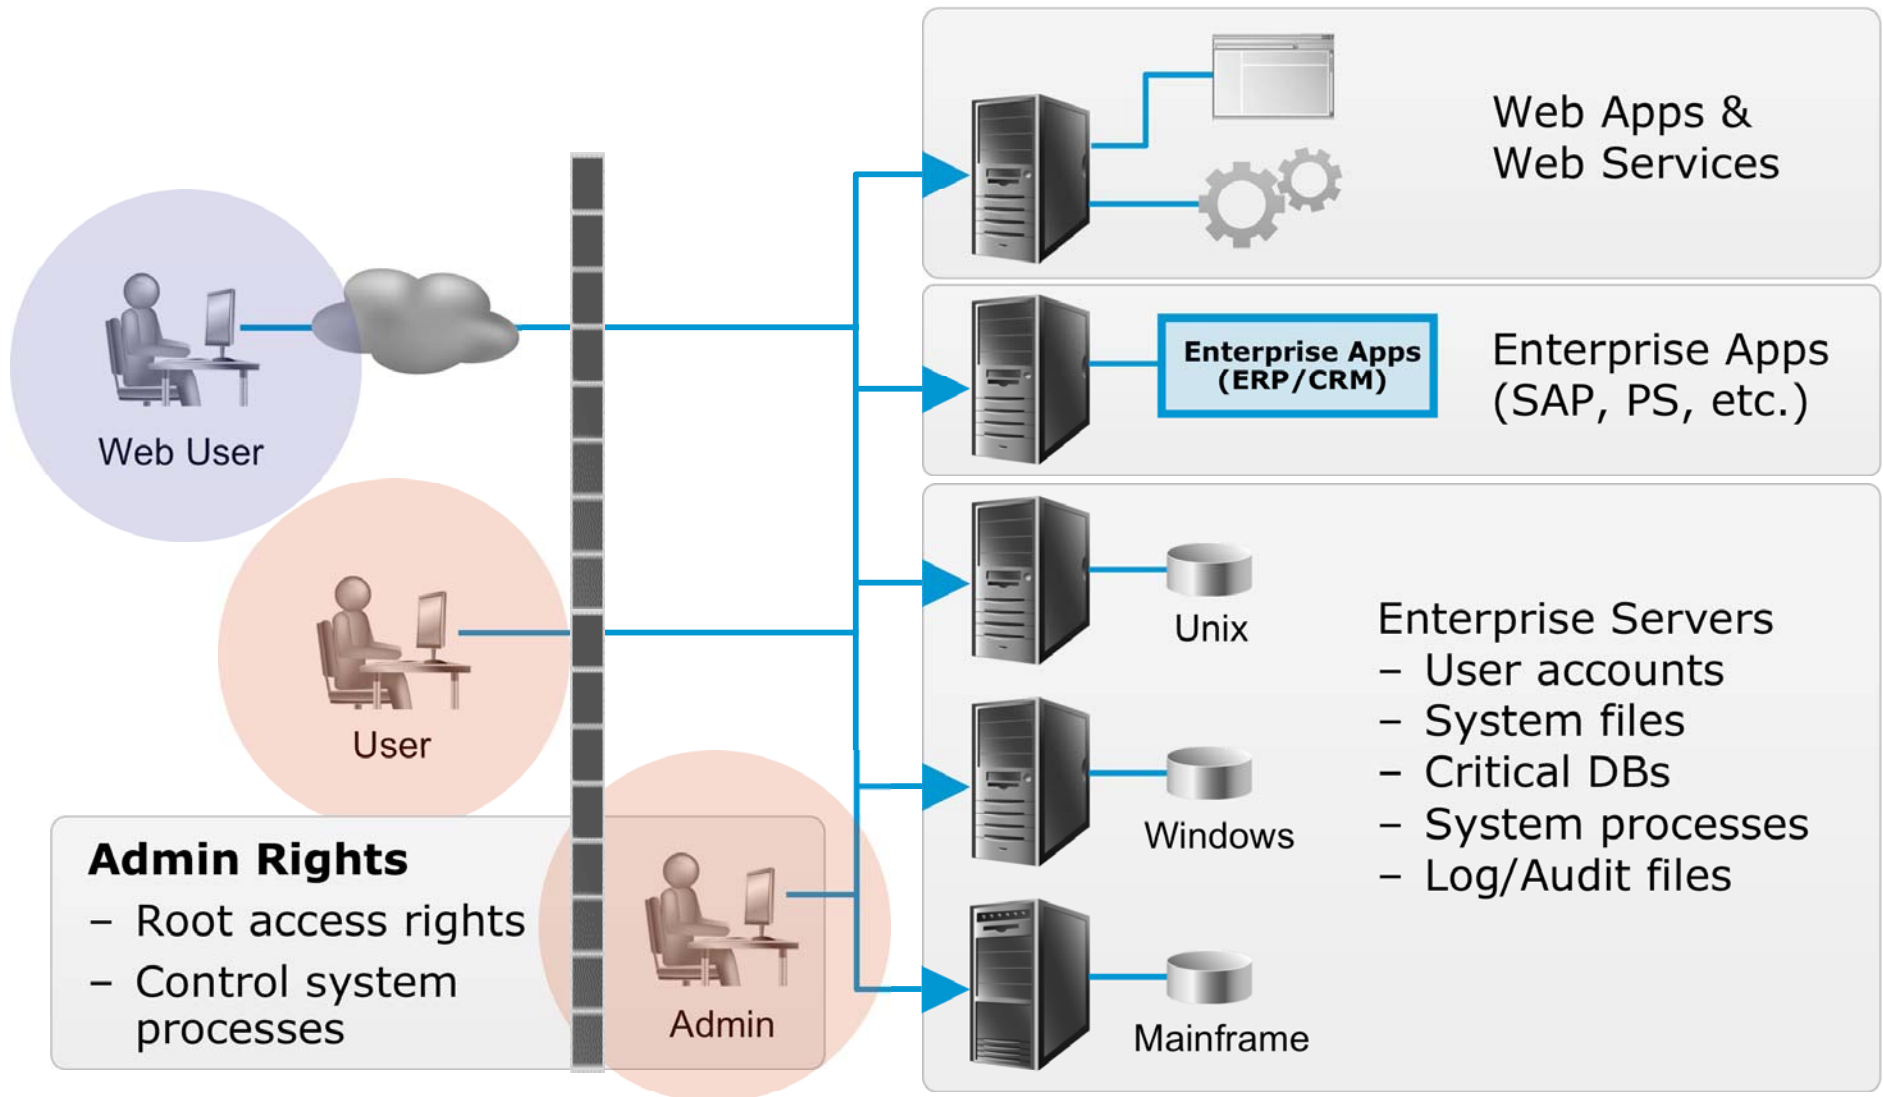 Web Apps &
Web Services
Web User
Enterprise Apps
(ERP/CRM)
Enterprise Apps
(SAP, PS, etc.)
User
Unix
Windows
Mainframe
Enterprise Servers
– User accounts
– System files
– Critical DBs
– System processes
– Log/Audit files
Admin Rights
– Root access rights
– Control system
processes
Admin